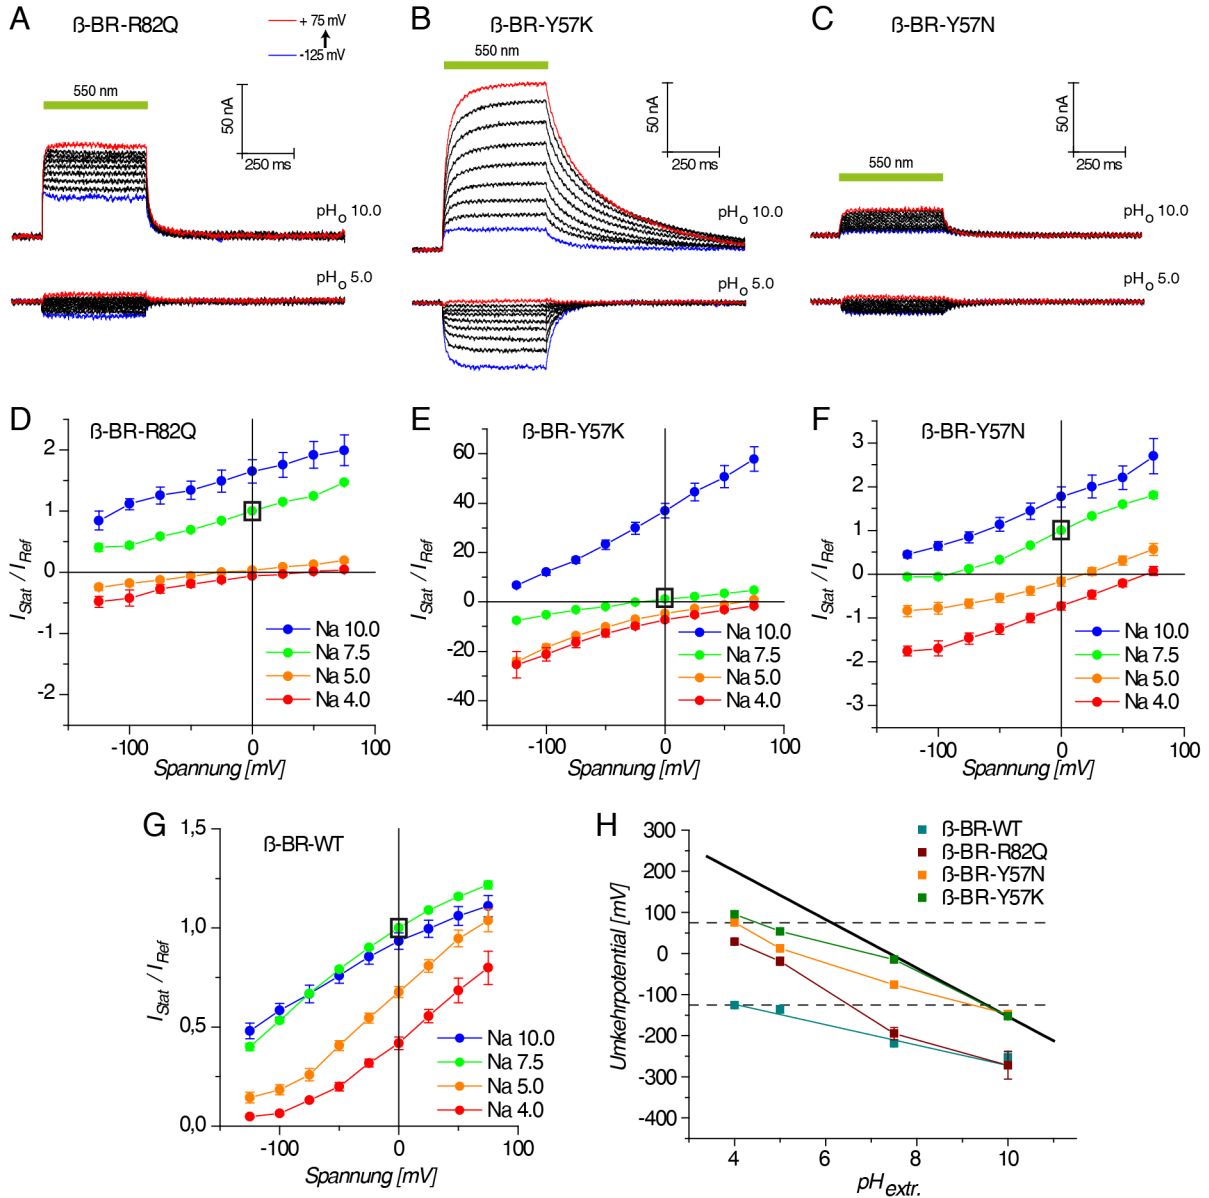 A
ß-BR-R82Q
+ 75 mV
-125 mV
550 nm
50 nA
250 ms
pHO 10.0
pHO 5.0
B
ß-BR-Y57K
550 nm
50 nA
250 ms
pHO 10.0
pHO 5.0
C
ß-BR-Y57N
550 nm
50 nA
250 ms
pHO 10.0
pHO 5.0
D
ß-BR-R82Q
IStat / IRef
2
1
0
-1
-2
Na 10.0
Na 7.5
Na 5.0
Na 4.0
-100
0
100
Spannung [mV]
E
ß-BR-Y57K
IStat / IRef
60
40
20
0
-20
-40
Na 10.0
Na 7.5
Na 5.0
Na 4.0
-100
0
100
Spannung [mV]
F
ß-BR-Y57N
IStat / IRef
3
2
1
0
-1
-2
-3
Na 10.0
Na 7.5
Na 5.0
Na 4.0
-100
0
100
Spannung [mV]
G
ß-BR-WT
IStat / IRef
1,5
1,0
0,5
0,0
Na 10.0
Na 7.5
Na 5.0
Na 4.0
-100
0
100
Spannung [mV]
H
ß-BR-WT
ß-BR-R82Q
ß-BR-Y57N
ß-BR-Y57K
Umkehrpotential [mV]
300
200
100
0
-100
-200
-300
-400
4
6
8
10
pHextr.